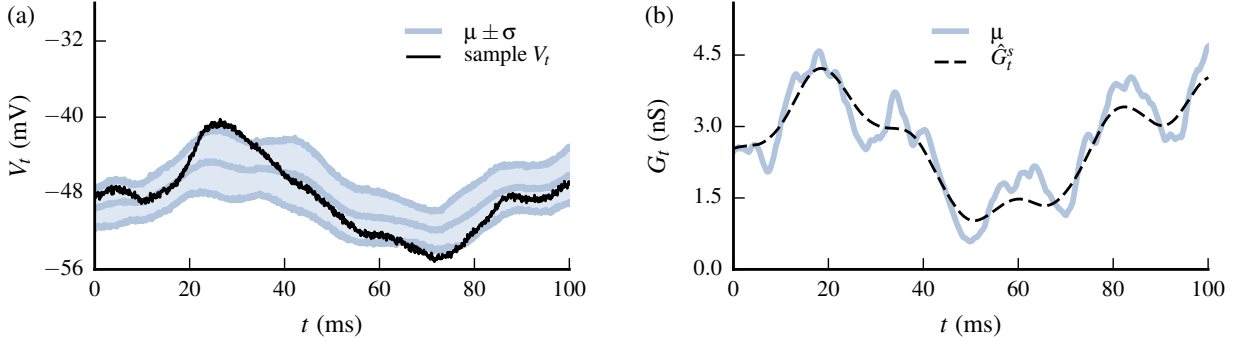 (a)
V_t (mV)
−32
−40
−48
−56
μ ± σ
sample V_t
0 20 40 60 80 100
t (ms)
(b)
G_t (nS)
4.5
3.0
1.5
0.0
μ
Ĝ_t^s
0 20 40 60 80 100
t (ms)